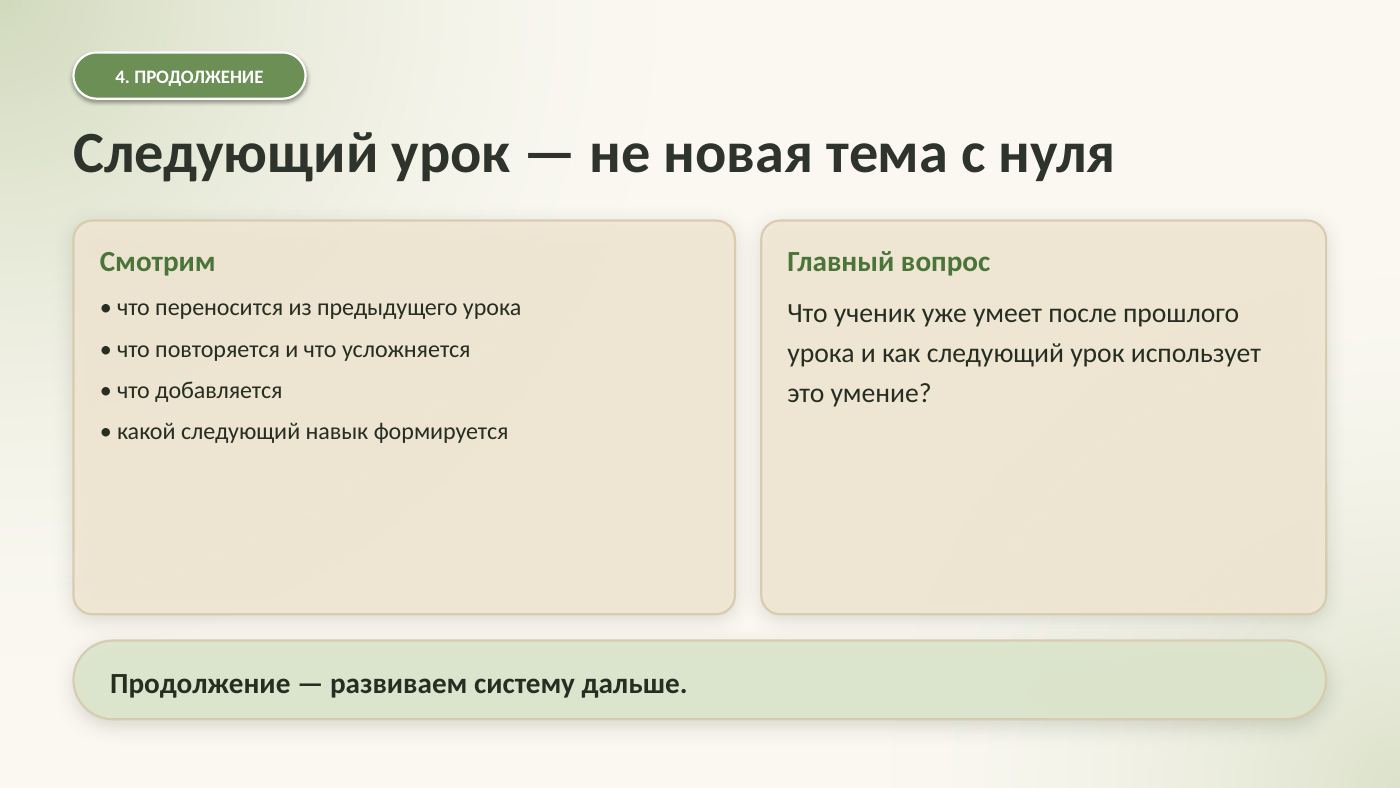 4. ПРОДОЛЖЕНИЕ
Следующий урок — не новая тема с нуля
Смотрим
• что переносится из предыдущего урока
• что повторяется и что усложняется
• что добавляется
• какой следующий навык формируется
Главный вопрос
Что ученик уже умеет после прошлого
урока и как следующий урок использует
это умение?
Продолжение — развиваем систему дальше.